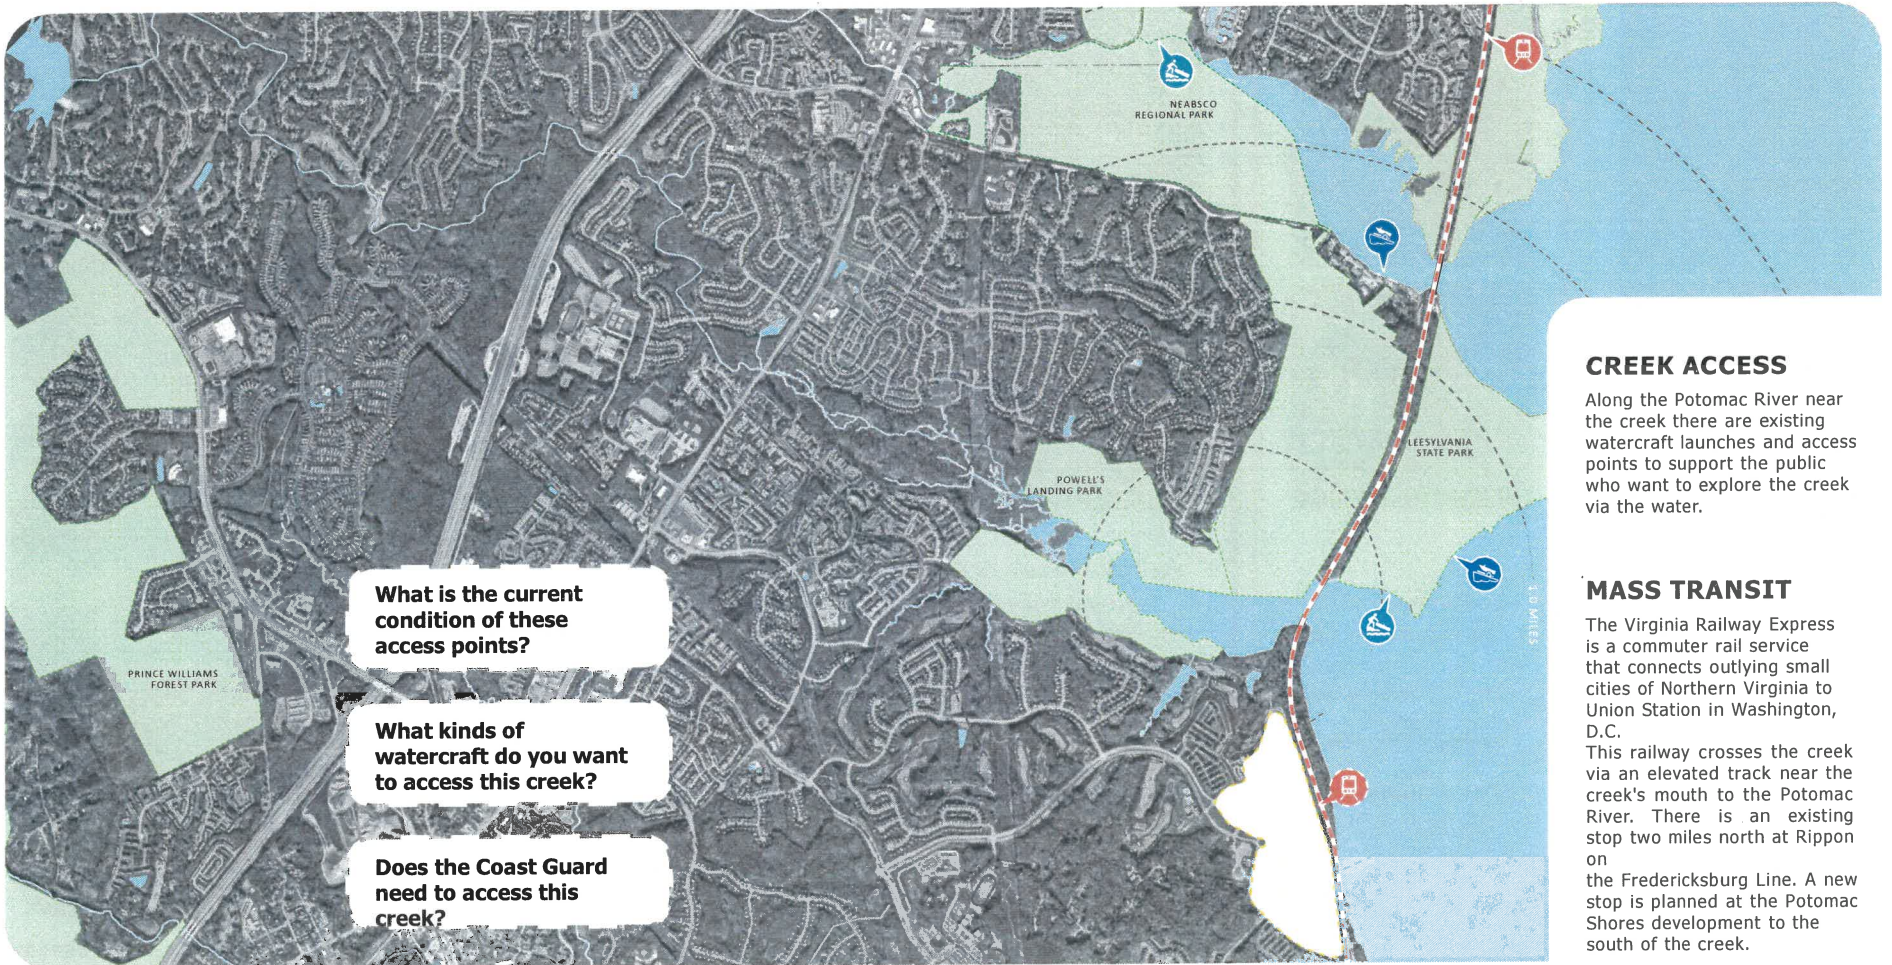 NEABSCO
REGIONAL PARK
LEESYLVANIA
STATE PARK
POWELL'S
LANDING PARK
1.0 MILES
PRINCE WILLIAMS
FOREST PARK
What is the current
condition of these
access points?
What kinds of
watercraft do you want
to access this creek?
Does the Coast Guard
need to access this
creek?
CREEK ACCESS
Along the Potomac River near
the creek there are existing
watercraft launches and access
points to support the public
who want to explore the creek
via the water.
MASS TRANSIT
The Virginia Railway Express
is a commuter rail service
that connects outlying small
cities of Northern Virginia to
Union Station in Washington,
D.C.
This railway crosses the creek
via an elevated track near the
creek's mouth to the Potomac
River. There is an existing
stop two miles north at Rippon
on
the Fredericksburg Line. A new
stop is planned at the Potomac
Shores development to the
south of the creek.